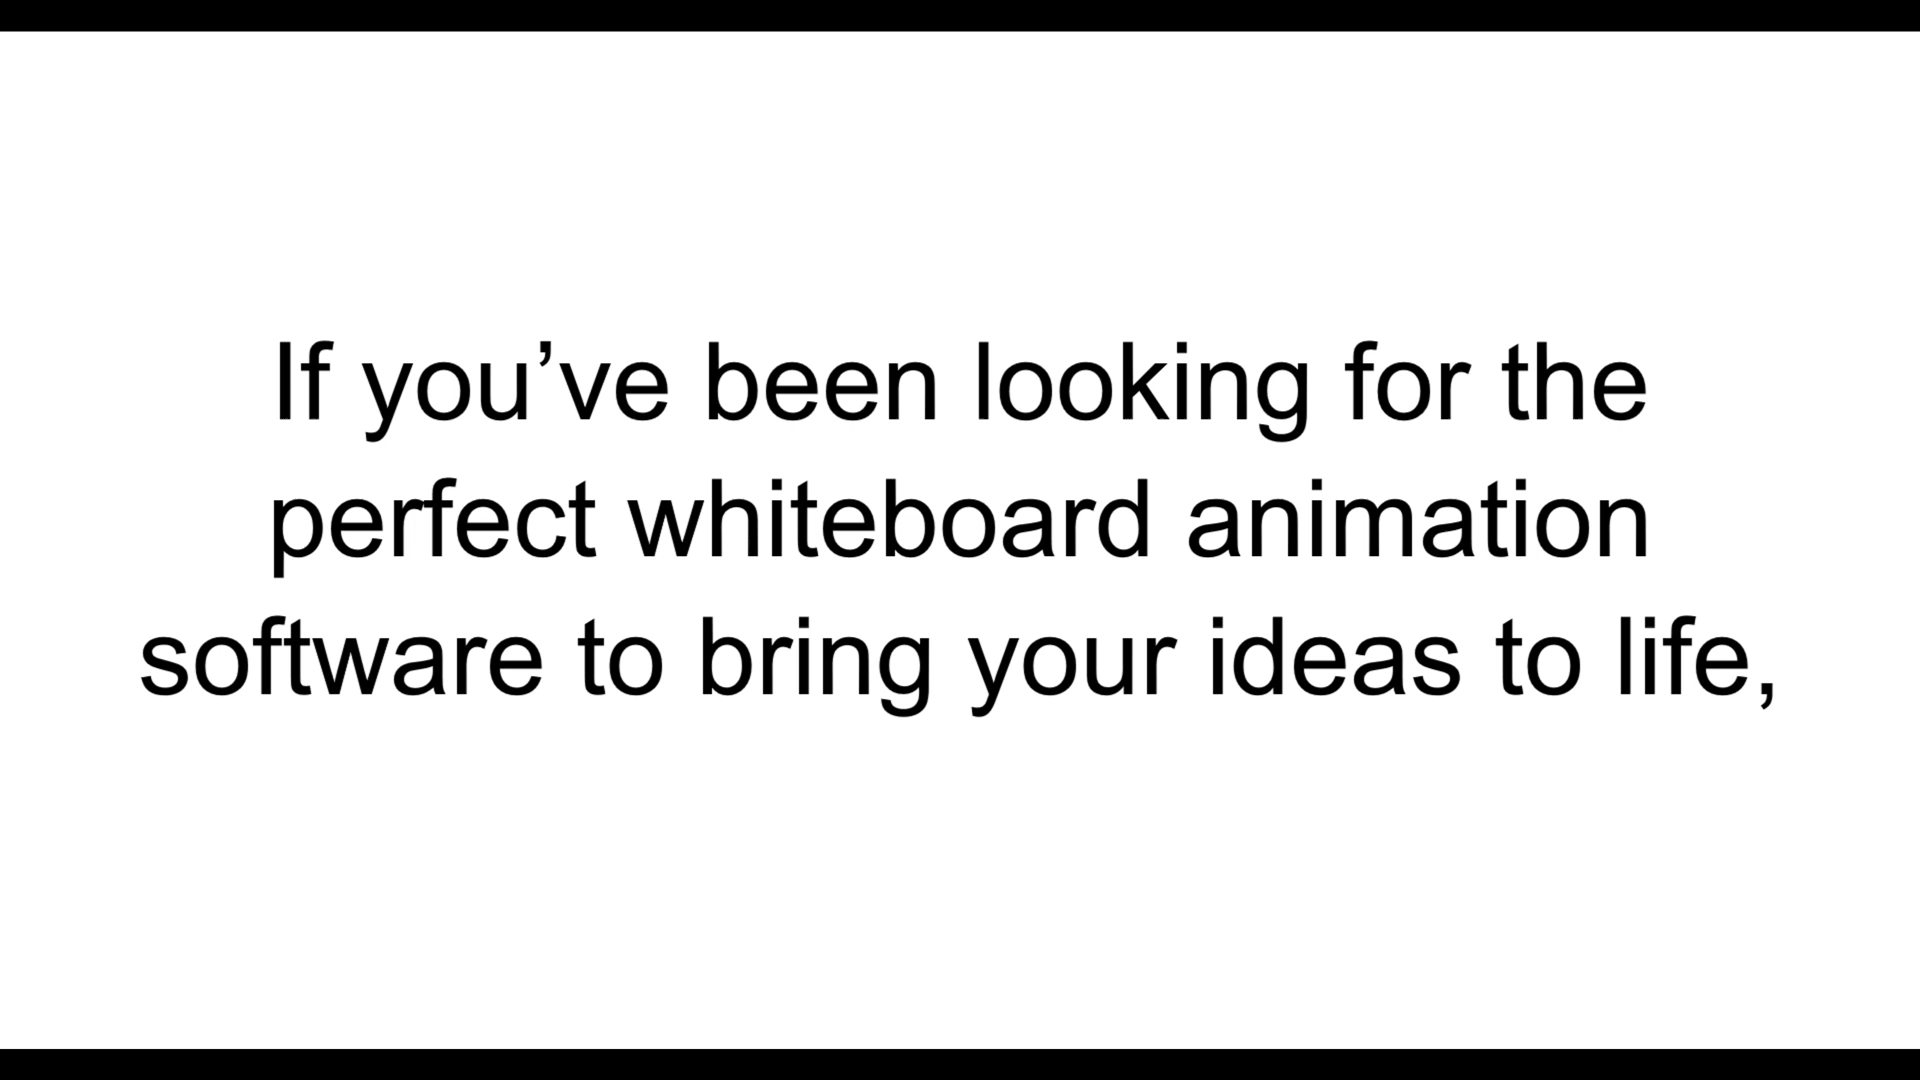 If you’ve been looking for the
perfect whiteboard animation
software to bring your ideas to life,